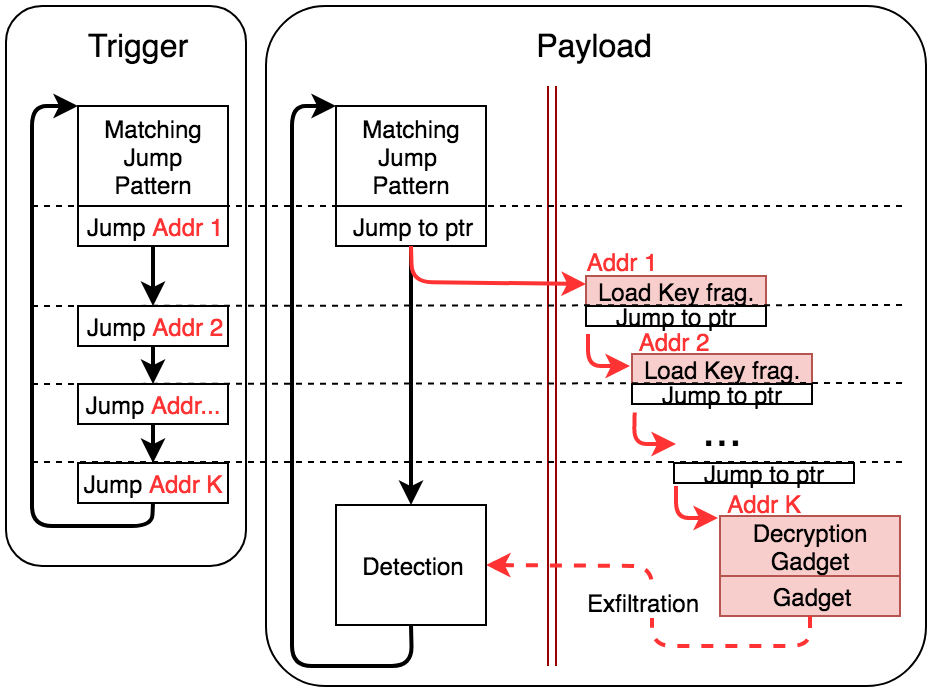 Trigger
Matching
Jump
Pattern
Jump Addr 1
Jump Addr 2
Jump Addr...
Jump Addr K
Payload
Matching
Jump
Pattern
Jump to ptr
Detection
Addr 1
Load Key frag.
Jump to ptr
Addr 2
Load Key frag.
Jump to ptr
...
Jump to ptr
Addr K
Decryption
Gadget
Gadget
Exfiltration